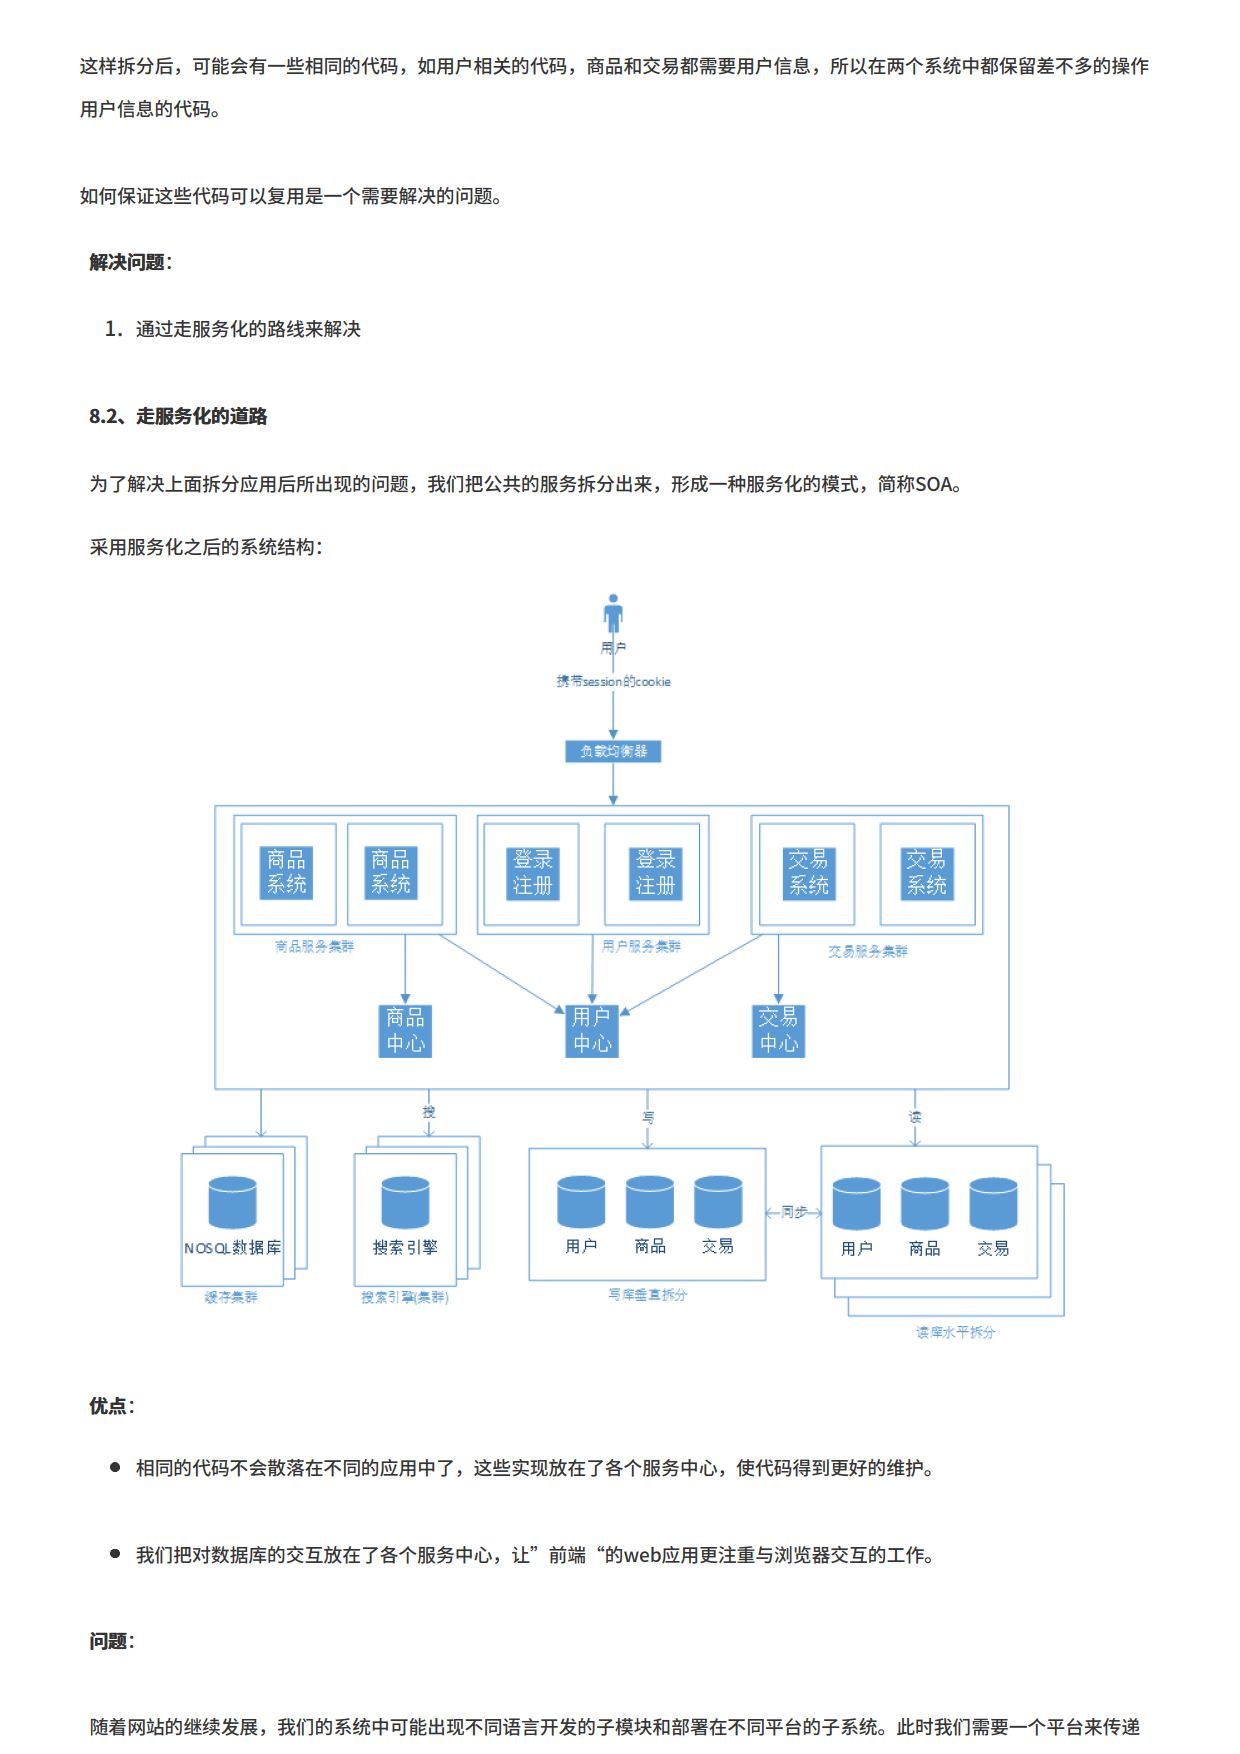 这样拆分后，可能会有一些相同的代码，如用户相关的代码，商品和交易都需要用户信息，所以在两个系统中都保留差不多的操作
用户信息的代码。
如何保证这些代码可以复用是一个需要解决的问题。
解决问题：
1. 通过走服务化的路线来解决
8.2、走服务化的道路
为了解决上面拆分应用后所出现的问题，我们把公共的服务拆分出来，形成一种服务化的模式，简称SOA。
采用服务化之后的系统结构：
用户
携带session的cookie
负载均衡器
商品
系统
商品
系统
登录
注册
登录
注册
交易
系统
交易
系统
商品服务集群
用户服务集群
交易服务集群
商品
中心
用户
中心
交易
中心
搜
写
读
NOSQL数据库
缓存集群
搜索引擎
搜索引擎(集群)
用户
商品
交易
写库垂直拆分
同步
用户
商品
交易
读库水平拆分
优点：
● 相同的代码不会散落在不同的应用中了，这些实现放在了各个服务中心，使代码得到更好的维护。
● 我们把对数据库的交互放在了各个服务中心，让”前端“的web应用更注重与浏览器交互的工作。
问题：
随着网站的继续发展，我们的系统中可能出现不同语言开发的子模块和部署在不同平台的子系统。此时我们需要一个平台来传递